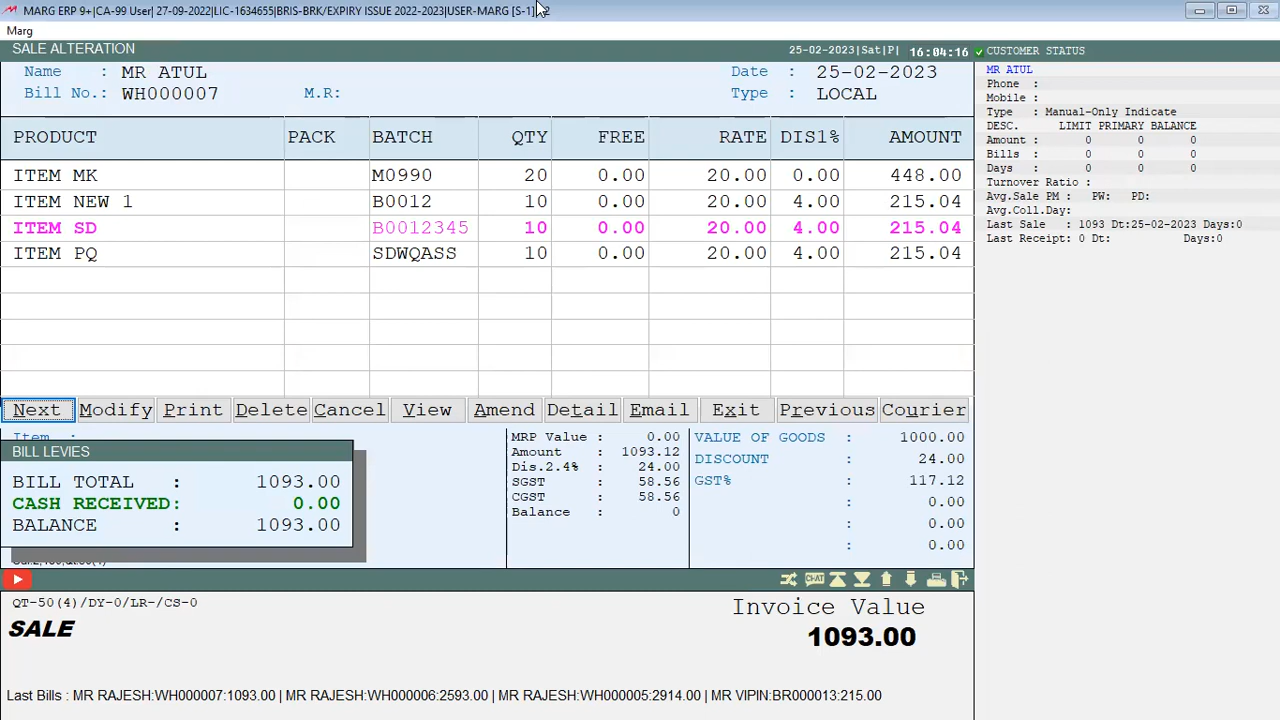 MARG ERP 9+|CA-99 User| 27-09-2022|LIC-1634655|BRIS-BRK/EXPIRY ISSUE 2022-2023|USER-MARG [S-1] 2
Marg
SALE ALTERATION 25-02-2023|Sat|P| 16:04:16 CUSTOMER STATUS
Name : MR ATUL Date : 25-02-2023
Bill No.: WH000007 M.R: Type : LOCAL
PRODUCT PACK BATCH QTY FREE RATE DIS1% AMOUNT
ITEM MK M0990 20 0.00 20.00 0.00 448.00
ITEM NEW 1 B0012 10 0.00 20.00 4.00 215.04
ITEM SD B0012345 10 0.00 20.00 4.00 215.04
ITEM PQ SDWQASS 10 0.00 20.00 4.00 215.04
MR ATUL
Phone :
Mobile :
Type : Manual-Only Indicate
DESC. LIMIT PRIMARY BALANCE
Amount : 0 0 0
Bills : 0 0 0
Days : 0 0 0
Turnover Ratio :
Avg.Sale PM : PW: PD:
Avg.Coll.Day:
Last Sale : 1093 Dt:25-02-2023 Days:0
Last Receipt: 0 Dt: Days:0
Next Modify Print Delete Cancel View Amend Detail Email Exit Previous Courier
Item :
BILL LEVIES
BILL TOTAL : 1093.00
CASH RECEIVED: 0.00
BALANCE : 1093.00
MRP Value : 0.00
Amount : 1093.12
Dis.2.4% : 24.00
SGST : 58.56
CGST : 58.56
Balance : 0
VALUE OF GOODS : 1000.00
DISCOUNT : 24.00
GST% : 117.12
: 0.00
: 0.00
: 0.00
CHAT
QT-50(4)/DY-0/LR-/CS-0
SALE
Invoice Value
1093.00
Last Bills : MR RAJESH:WH000007:1093.00 | MR RAJESH:WH000006:2593.00 | MR RAJESH:WH000005:2914.00 | MR VIPIN:BR000013:215.00